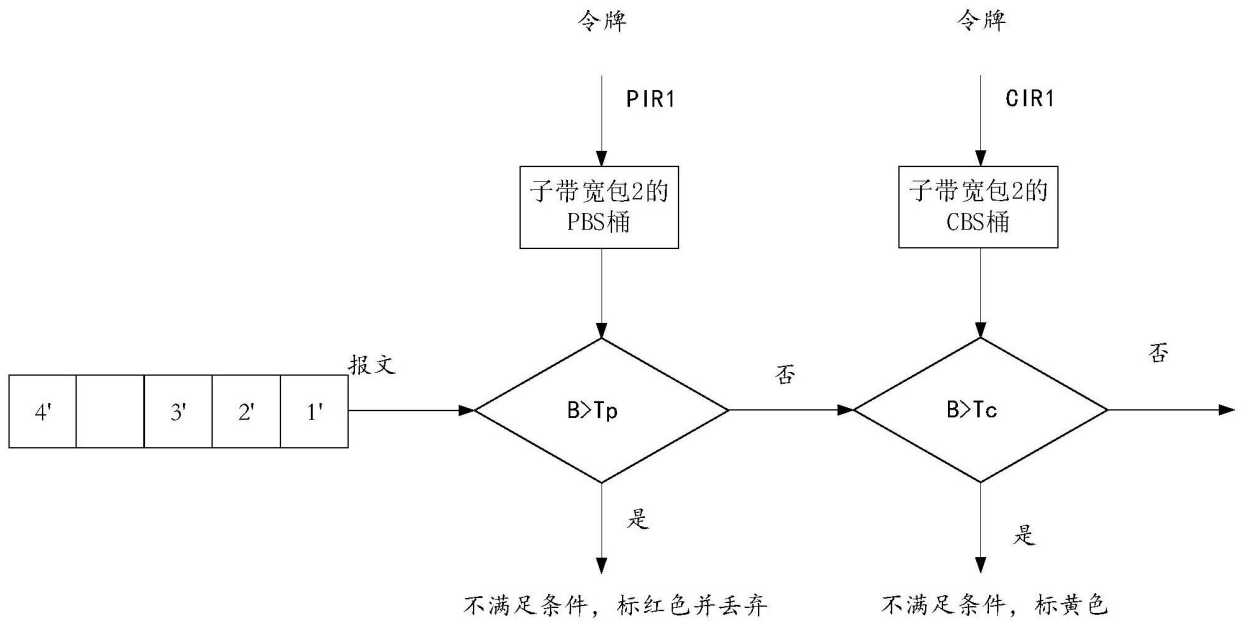 令牌
令牌
PIR1
CIR1
子带宽包2的
PBS桶
子带宽包2的
CBS桶
报文
4'
3'
2'
1'
B>Tp
否
B>Tc
否
是
是
不满足条件，标红色并丢弃
不满足条件，标黄色